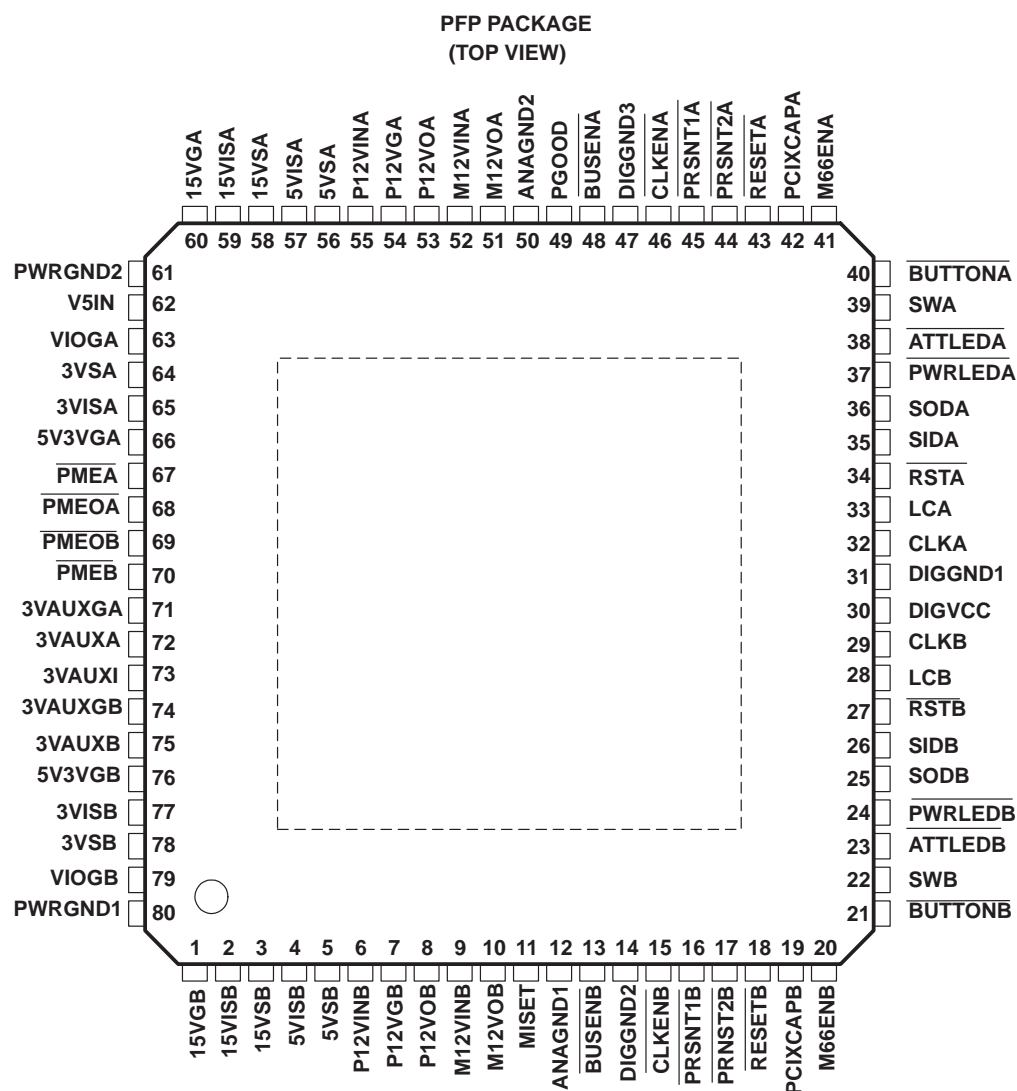 PFP PACKAGE
(TOP VIEW)
15VGA
15VISA
15VSA
5VISA
5VSA
P12VINA
P12VGA
P12VOA
M12VINA
M12VOA
ANAGND2
PGOOD
BUSENA
DIGGND3
CLKENA
PRSNT1A
PRSNT2A
RESETA
PCIXCAPA
M66ENA
60 59 58 57 56 55 54 53 52 51 50 49 48 47 46 45 44 43 42 41
PWRGND2 61
V5IN 62
VIOGA 63
3VSA 64
3VISA 65
5V3VGA 66
PMEA 67
PMEOA 68
PMEOB 69
PMEB 70
3VAUXGA 71
3VAUXA 72
3VAUXI 73
3VAUXGB 74
3VAUXB 75
5V3VGB 76
3VISB 77
3VSB 78
VIOGB 79
PWRGND1 80
40 BUTTONA
39 SWA
38 ATTLEDA
37 PWRLEDA
36 SODA
35 SIDA
34 RSTA
33 LCA
32 CLKA
31 DIGGND1
30 DIGVCC
29 CLKB
28 LCB
27 RSTB
26 SIDB
25 SODB
24 PWRLEDB
23 ATTLEDB
22 SWB
21 BUTTONB
1 2 3 4 5 6 7 8 9 10 11 12 13 14 15 16 17 18 19 20
15VGB
15VISB
15VSB
5VISB
5VSB
P12VINB
P12VGB
P12VOB
M12VINB
M12VOB
MISET
ANAGND1
BUSENB
DIGGND2
CLKENB
PRSNT1B
PRNST2B
RESETB
PCIXCAPB
M66ENB